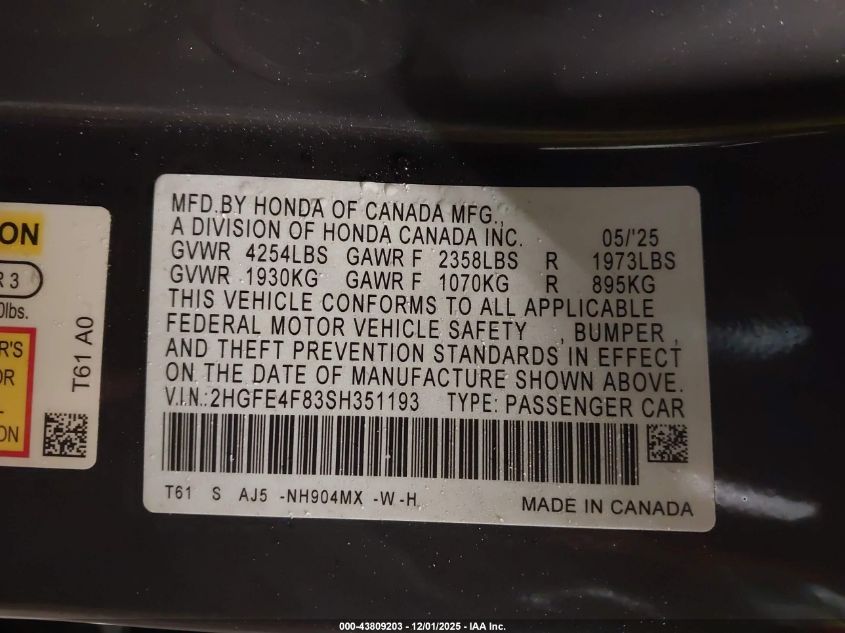 ON
R 3
0lbs.
R'S
OR
L-
ION
T61 A0
MFD.BY HONDA OF CANADA MFG.,
A DIVISION OF HONDA CANADA INC. 05/'25
GVWR 4254LBS GAWR F 2358LBS R 1973LBS
GVWR 1930KG GAWR F 1070KG R 895KG
THIS VEHICLE CONFORMS TO ALL APPLICABLE
FEDERAL MOTOR VEHICLE SAFETY , BUMPER ,
AND THEFT PREVENTION STANDARDS IN EFFECT
ON THE DATE OF MANUFACTURE SHOWN ABOVE.
V.I.N.:2HGFE4F83SH351193 TYPE: PASSENGER CAR
T61 S AJ5 -NH904MX -W-H
MADE IN CANADA
000-43809203 - 12/01/2025 - IAA Inc.